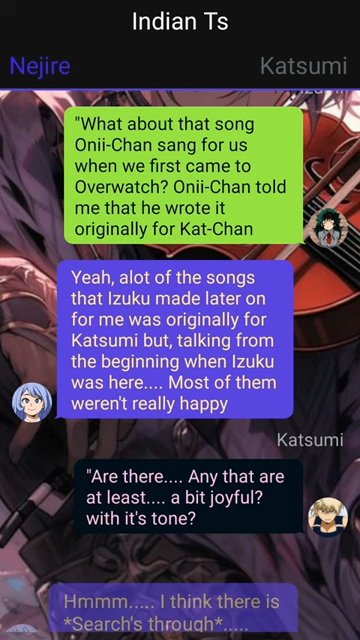 Indian Ts
Nejire
Katsumi
"What about that song
Onii-Chan sang for us
when we first came to
Overwatch? Onii-Chan told
me that he wrote it
originally for Kat-Chan
Yeah, alot of the songs
that Izuku made later on
for me was originally for
Katsumi but, talking from
the beginning when Izuku
was here.... Most of them
weren't really happy
Katsumi
"Are there.... Any that are
at least.... a bit joyful?
with it's tone?
Hmmm..... I think there is
*Search's through*.....